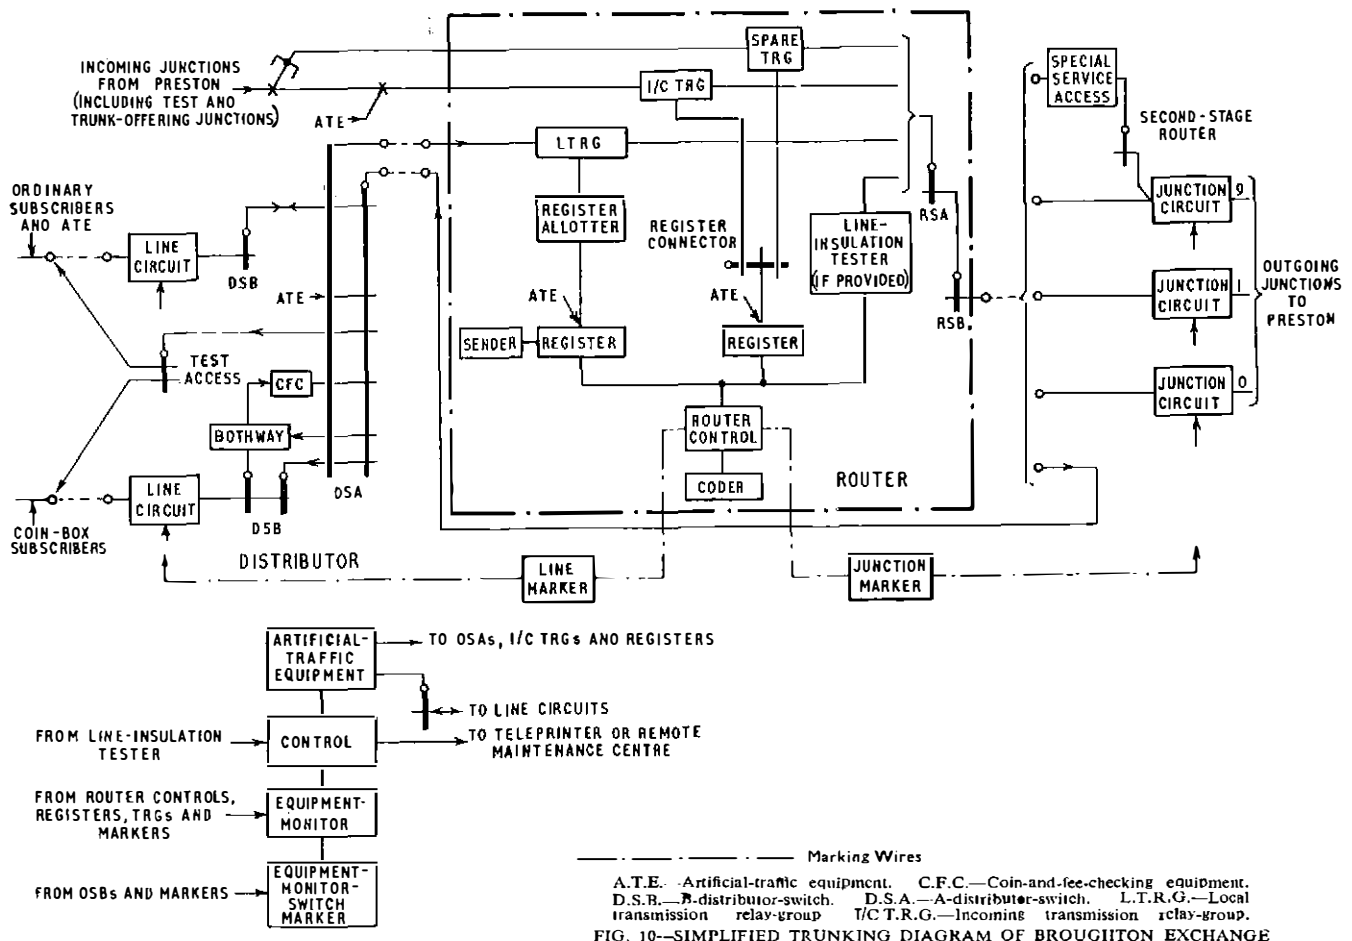 INCOMING JUNCTIONS
FROM PRESTON
(INCLUDING TEST AND
TRUNK-OFFERING JUNCTIONS)
ATE
SPARE
TRG
I/C TRG
LTRG
REGISTER
ALLOTTER
REGISTER
CONNECTOR
LINE-
INSULATION
TESTER
(IF PROVIDED)
RSA
RSB
SPECIAL
SERVICE
ACCESS
SECOND-STAGE
ROUTER
JUNCTION
CIRCUIT
9
JUNCTION
CIRCUIT
1
JUNCTION
CIRCUIT
0
OUTGOING
JUNCTIONS
TO
PRESTON
ORDINARY
SUBSCRIBERS
AND ATE
LINE
CIRCUIT
DSB
ATE
TEST
ACCESS
CFC
BOTHWAY
LINE
CIRCUIT
DSB
DSA
COIN-BOX
SUBSCRIBERS
DISTRIBUTOR
ATE
SENDER
REGISTER
ATE
REGISTER
ROUTER
CONTROL
CODER
ROUTER
LINE
MARKER
JUNCTION
MARKER
ARTIFICIAL-
TRAFFIC
EQUIPMENT
TO OSAs, I/C TRGs AND REGISTERS
TO LINE CIRCUITS
FROM LINE-INSULATION
TESTER
CONTROL
TO TELEPRINTER OR REMOTE
MAINTENANCE CENTRE
FROM ROUTER CONTROLS,
REGISTERS, TRGs AND
MARKERS
EQUIPMENT-
MONITOR
FROM OSBs AND MARKERS
EQUIPMENT-
MONITOR-
SWITCH
MARKER
Marking Wires
A.T.E.—Artificial-traffic equipment. C.F.C.—Coin-and-fee-checking equipment.
D.S.B.—B-distributor-switch. D.S.A.—A-distributor-switch. L.T.R.G.—Local
transmission relay-group I/C T.R.G.—Incoming transmission relay-group.
FIG. 10—SIMPLIFIED TRUNKING DIAGRAM OF BROUGHTON EXCHANGE